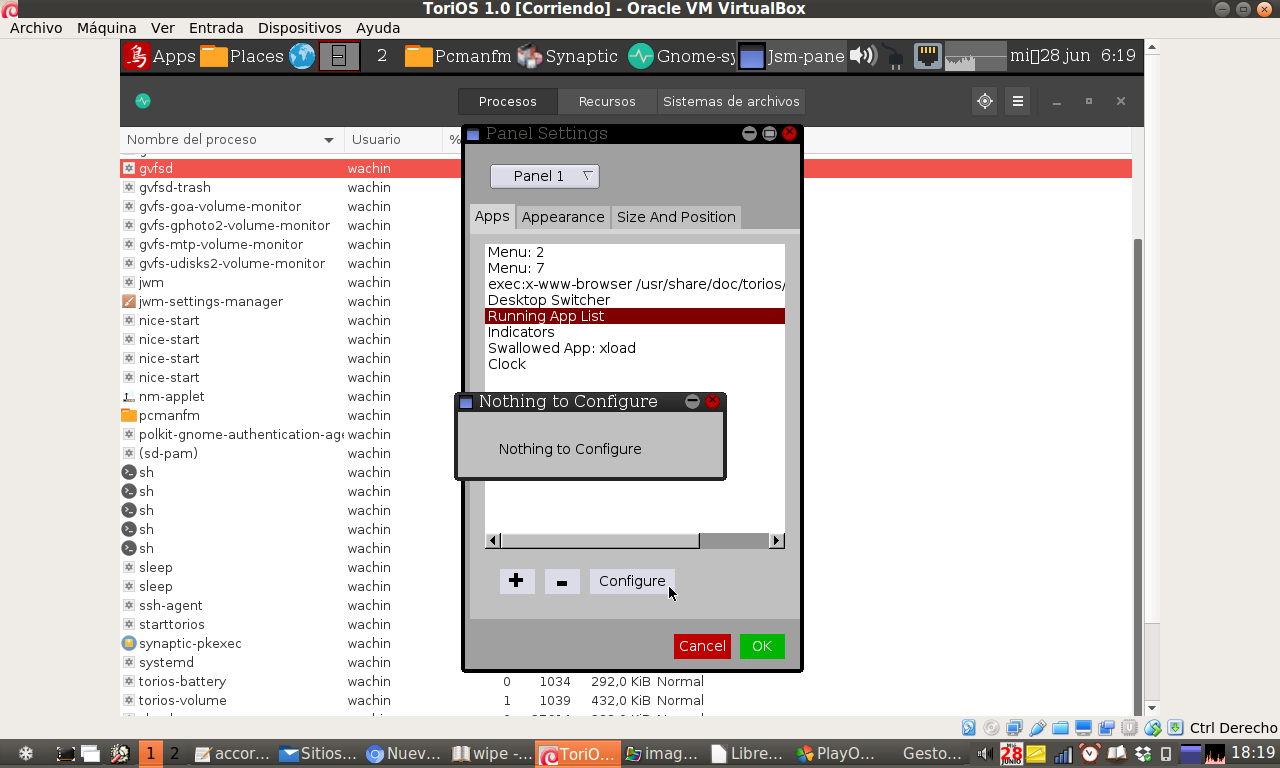 ToriOS 1.0 [Corriendo] - Oracle VM VirtualBox
Archivo Máquina Ver Entrada Dispositivos Ayuda
Apps Places 2 Pcmanfm Synaptic Gnome-sy Jsm-pane mi▯28 jun 6:19
Procesos Recursos Sistemas de archivos
Nombre del proceso Usuario %
Panel Settings
gvfsd wachin
gvfsd-trash wachin
gvfs-goa-volume-monitor wachin
gvfs-gphoto2-volume-monitor wachin
gvfs-mtp-volume-monitor wachin
gvfs-udisks2-volume-monitor wachin
jwm wachin
jwm-settings-manager wachin
nice-start wachin
nice-start wachin
nice-start wachin
nice-start wachin
nm-applet wachin
pcmanfm wachin
polkit-gnome-authentication-age wachin
(sd-pam) wachin
sh wachin
sh wachin
sh wachin
sh wachin
sh wachin
sleep wachin
sleep wachin
ssh-agent wachin
starttorios wachin
synaptic-pkexec wachin
systemd wachin
torios-battery wachin 0 1034 292,0 KiB Normal
torios-volume wachin 1 1039 432,0 KiB Normal
Panel 1
Apps Appearance Size And Position
Menu: 2
Menu: 7
exec:x-www-browser /usr/share/doc/torios/
Desktop Switcher
Running App List
Indicators
Swallowed App: xload
Clock
Nothing to Configure
Nothing to Configure
+ - Configure
Cancel OK
Ctrl Derecho
1 2 accor... Sitios... Nuev... wipe -... ToriO... imag... Libre... PlayO... Gesto... 28 JUNIO 18:19